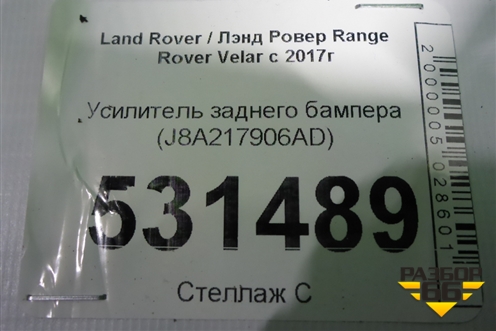 Land Rover / Лэнд Ровер Range
Rover Velar с 2017г
Усилитель заднего бампера
(J8A217906AD)
531489
Стеллаж С
2000005028601
РАЗБОР
66